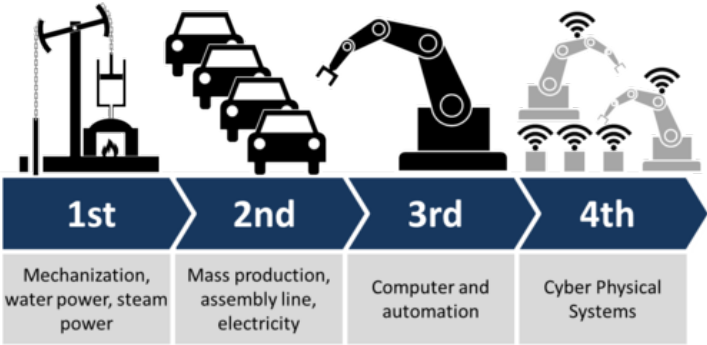 1st
2nd
3rd
4th
Mechanization,
water power, steam
power
Mass production,
assembly line,
electricity
Computer and
automation
Cyber Physical
Systems